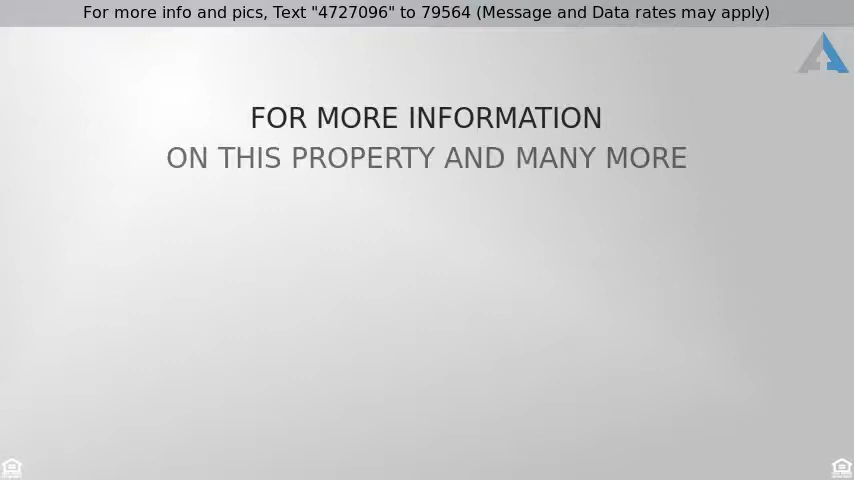 For more info and pics, Text "4727096" to 79564 (Message and Data rates may apply)
FOR MORE INFORMATION
ON THIS PROPERTY AND MANY MORE